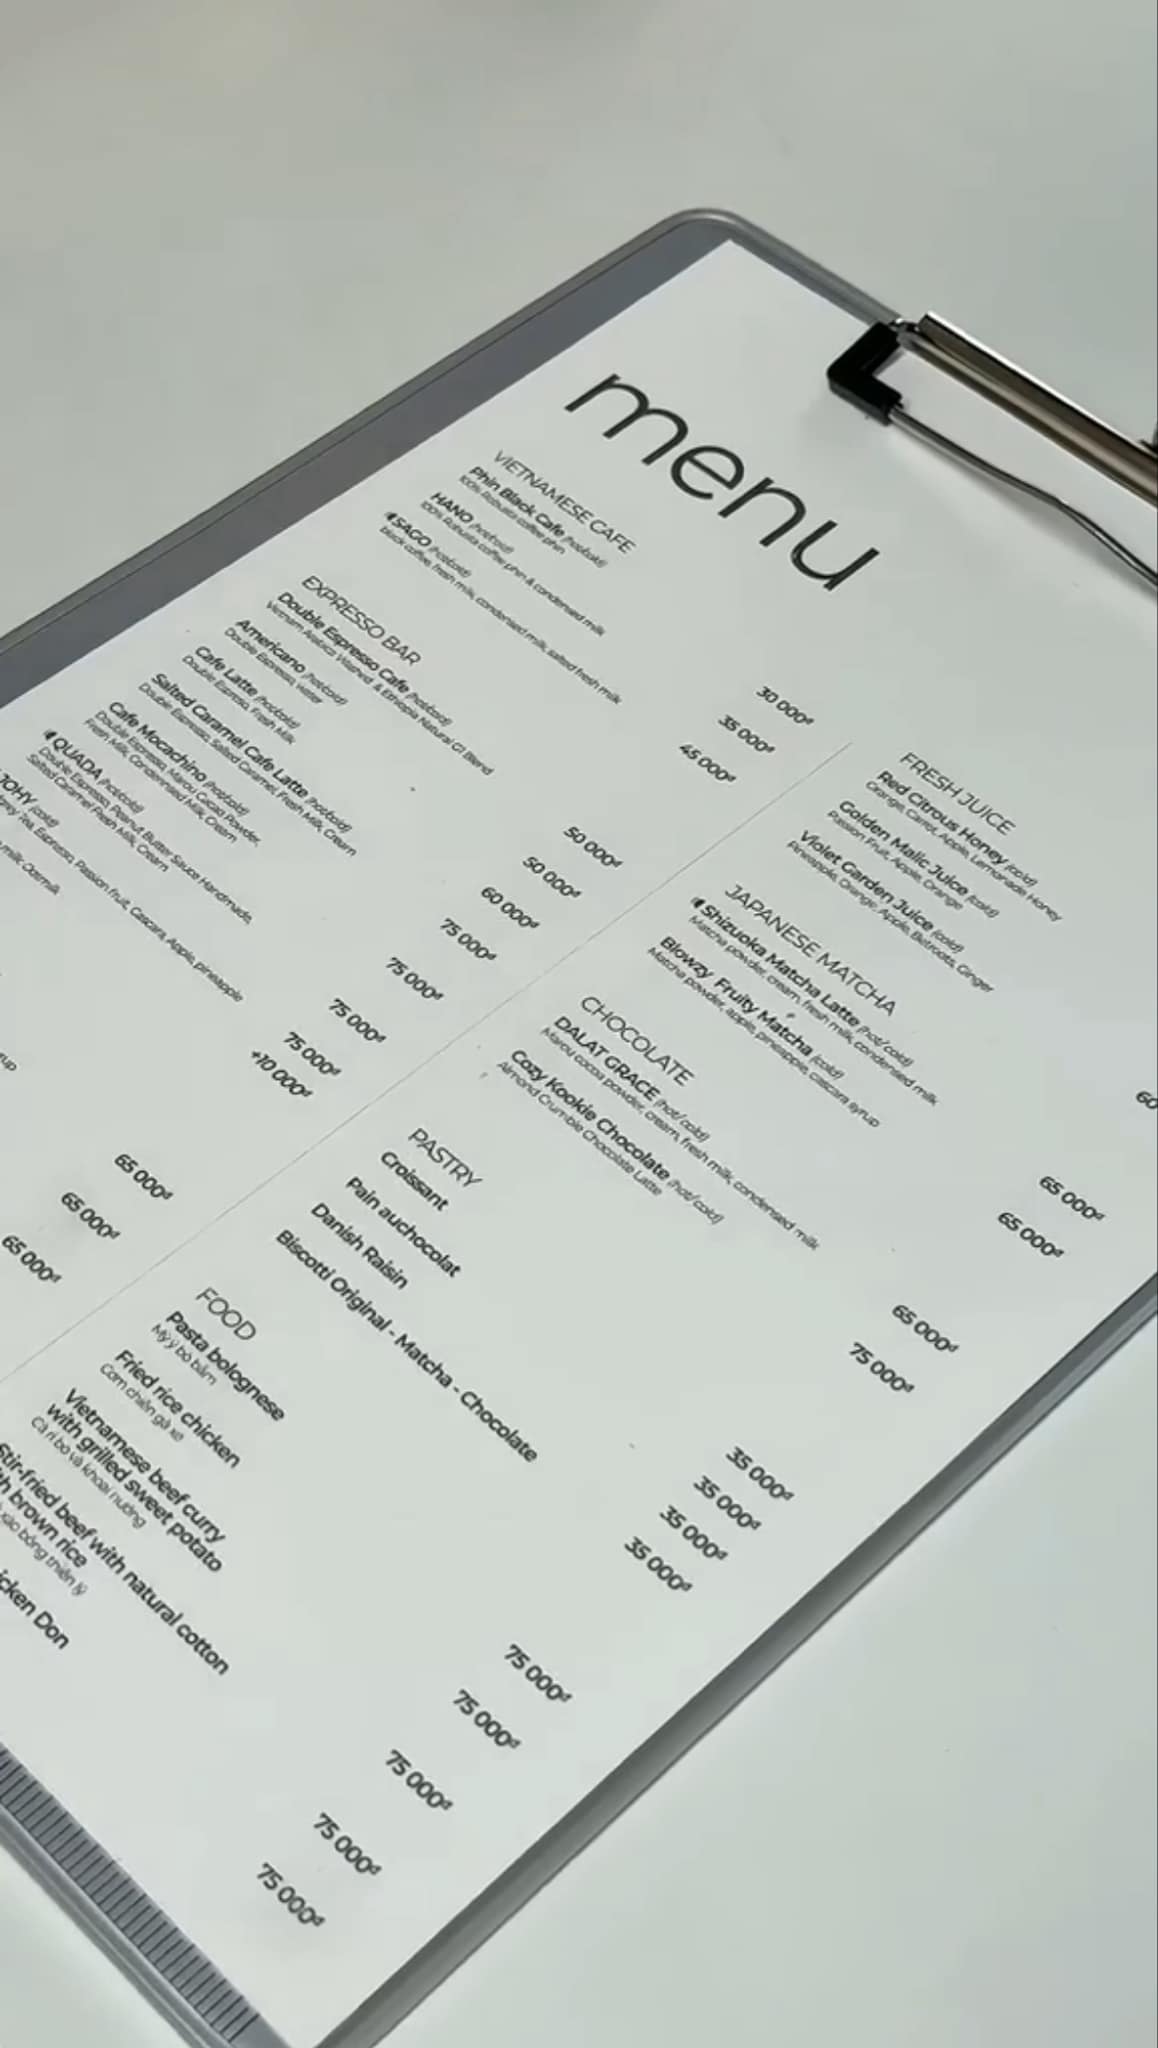 menu
VIETNAMESE CAFE
Phin Black Cafe (hot/cold)
100% Robusta coffee phin
30 000đ
HANO (hot/cold)
100% Robusta coffee phin & condensed milk
35 000đ
SAGO (hot/cold)
black coffee, fresh milk, condensed milk, salted fresh milk
45 000đ
EXPRESSO BAR
Double Espresso Cafe (hot/cold)
Vietnam Arabica Washed & Ethiopia Natural G1 Blend
50 000đ
Americano (hot/cold)
Double Espresso, water
50 000đ
Cafe Latte (hot/cold)
Double Espresso, Fresh Milk
60 000đ
Salted Caramel Cafe Latte (hot/cold)
Double Espresso, Salted Caramel, Fresh Milk, Cream
75 000đ
Cafe Mocachino (hot/cold)
Double Espresso, Marou Cacao Powder,
Fresh Milk, Condensed Milk, Cream
75 000đ
QUADA (hot/cold)
Double Espresso, Peanut Butter Sauce Handmade,
Salted Caramel Fresh Milk, Cream
75 000đ
JOHY (cold)
Tea, Espresso, Passion fruit, Cascara, Apple, pineapple
75 000đ
milk: Oatmilk
+10 000đ
65 000đ
65 000đ
65 000đ
FRESH JUICE
Red Citrous Honey (cold)
Orange, Carrot, Apple, Lemonade Honey
60
Golden Malic Juice (cold)
Passion Fruit, Apple, Orange
Violet Garden Juice (cold)
Pineapple, Orange, Apple, Beetroots, Ginger
JAPANESE MATCHA
Shizuoka Matcha Latte (hot/cold)
Matcha powder, cream, fresh milk, condensed milk
65 000đ
Blowzy Fruity Matcha (cold)
Matcha powder, apple, pineapple, cascara syrup
65 000đ
CHOCOLATE
DALAT GRACE (hot/cold)
Marou cocoa powder, cream, fresh milk, condensed milk
65 000đ
Cozy Kookie Chocolate (hot/cold)
Almond Crumble Chocolate Latte
75 000đ
PASTRY
Croissant
35 000đ
Pain auchocolat
35 000đ
Danish Raisin
35 000đ
Biscotti Original - Matcha - Chocolate
35 000đ
FOOD
Pasta bolognese
Mỳ ý bò bằm
75 000đ
Fried rice chicken
Cơm chiên gà xé
75 000đ
Vietnamese beef curry
with grilled sweet potato
Cà ri bò và khoai nướng
75 000đ
Stir-fried beef with natural cotton
brown rice
xào bông thiên lý
75 000đ
Don
75 000đ